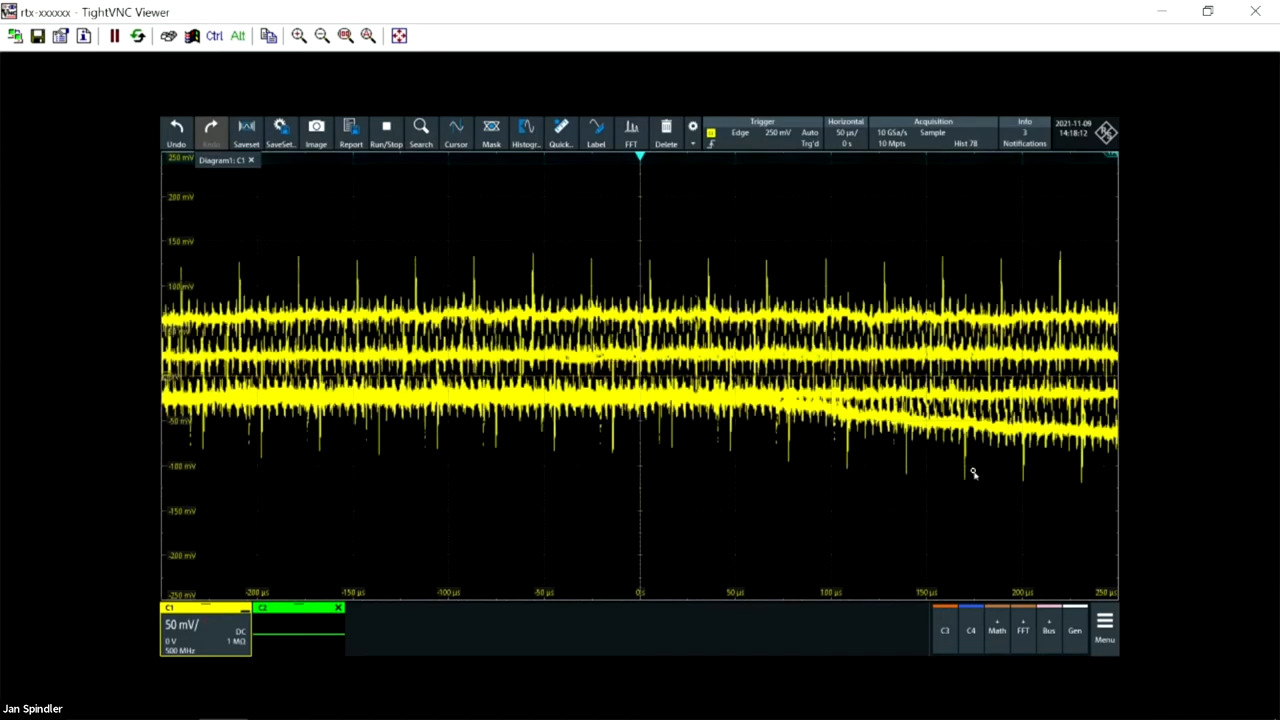 rtx-xxxxxx - TightVNC Viewer
Ctrl Alt
Undo Redo Saveset SaveSet.. Image Report Run/Stop Search Cursor Mask Histogr.. Quick.. Label FFT Delete
Trigger
Edge 250 mV Auto
Trg'd
Horizontal
50 µs/
0 s
Acquisition
10 GSa/s Sample
10 Mpts Hist 78
Info
3
Notifications
2021-11-09
14:18:12
Diagram1: C1
250 mV
200 mV
150 mV
100 mV
-50 mV
-100 mV
-150 mV
-200 mV
-250 mV
-200 µs -150 µs -100 µs -50 µs 0 s 50 µs 100 µs 150 µs 200 µs 250 µs
C1
50 mV/
DC
0 V 1 MΩ
500 MHz
C2
C3 C4 Math FFT Bus Gen Menu
Jan Spindler